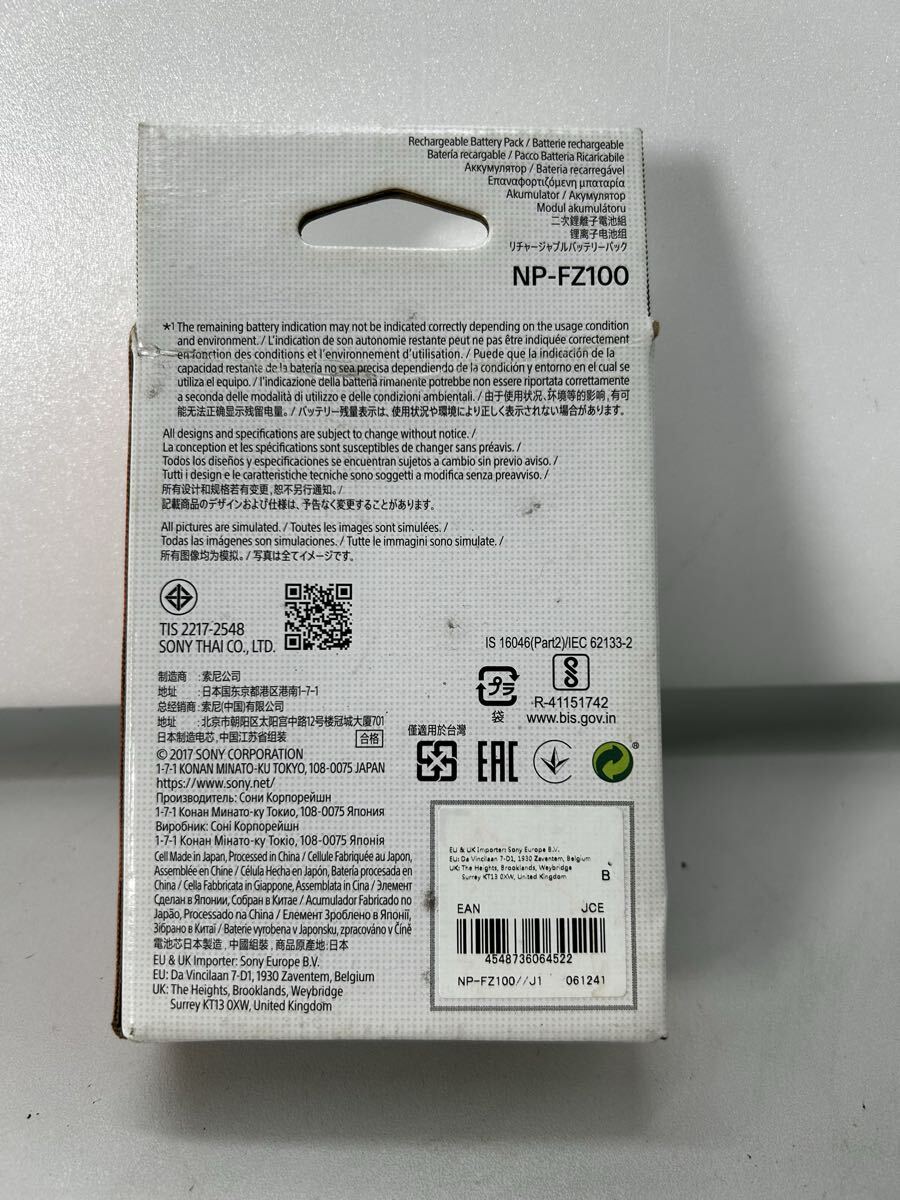 Rechargeable Battery Pack / Batterie rechargeable
Batería recargable / Pacco Batteria Ricaricabile
Аккумулятор / Bateria recarregável
Επαναφορτιζόμενη μπαταρία
Akumulator / Акумулятор
Modul akumulátoru
二次鋰離子電池組
锂离子电池组
リチャージャブルバッテリーパック
NP-FZ100
*1 The remaining battery indication may not be indicated correctly depending on the usage condition
and environment. / L'indication de son autonomie restante peut ne pas être indiquée correctement
en fonction des conditions et l'environnement d'utilisation. / Puede que la indicación de la
capacidad restante de la batería no sea precisa dependiendo de la condición y entorno en el cual se
utiliza el equipo. / l'indicazione della batteria rimanente potrebbe non essere riportata correttamente
a seconda delle modalità di utilizzo e delle condizioni ambientali. / 由于使用状况、环境等的影响,有可
能无法正确显示残留电量。/ バッテリー残量表示は、使用状況や環境により正しく表示されない場合があります。
All designs and specifications are subject to change without notice. /
La conception et les spécifications sont susceptibles de changer sans préavis. /
Todos los diseños y especificaciones se encuentran sujetos a cambio sin previo aviso. /
Tutti i design e le caratteristiche tecniche sono soggetti a modifica senza preavviso. /
所有设计和规格若有变更,恕不另行通知。/
記載商品のデザインおよび仕様は、予告なく変更することがあります。
All pictures are simulated. / Toutes les images sont simulées. /
Todas las imágenes son simulaciones. / Tutte le immagini sono simulate. /
所有图像均为模拟。/ 写真は全てイメージです。
TIS 2217-2548
SONY THAI CO., LTD.
IS 16046(Part2)/IEC 62133-2
プラ
袋
R-41151742
www.bis.gov.in
制造商 :索尼公司
地址 :日本国东京都港区港南1-7-1
总经销商 :索尼(中国)有限公司
地址 :北京市朝阳区太阳宫中路12号楼冠城大厦701
日本制造电芯,中国江苏省组装 合格
僅適用於台灣
EAC
®
© 2017 SONY CORPORATION
1-7-1 KONAN MINATO-KU TOKYO, 108-0075 JAPAN
https://www.sony.net/
Производитель: Сони Корпорейшн
1-7-1 Конан Минато-ку Токио, 108-0075 Япония
Виробник: Соні Корпорейшн
1-7-1 Конан Мінато-ку Токіо, 108-0075 Японія
Cell Made in Japan, Processed in China / Cellule Fabriquée au Japon,
Assemblée en Chine / Célula Hecha en Japón, Batería procesada en
China / Cella Fabbricata in Giappone, Assemblata in Cina / Элемент
Сделан в Японии, Собран в Китае / Acumulador Fabricado no
Japão, Processado na China / Елемент Зроблено в Японії,
Зібрано в Китаї / Baterie vyrobena v Japonsku, zpracováno v Číně
電池芯日本製造 , 中國組裝 , 商品原產地:日本
EU & UK Importer: Sony Europe B.V.
EU: Da Vincilaan 7-D1, 1930 Zaventem, Belgium
UK: The Heights, Brooklands, Weybridge
Surrey KT13 0XW, United Kingdom
EU & UK Importer: Sony Europe B.V.
EU: Da Vincilaan 7-D1, 1930 Zaventem, Belgium
UK: The Heights, Brooklands, Weybridge
Surrey KT13 0XW, United Kingdom
B
EAN JCE
4548736064522
NP-FZ100//J1 061241